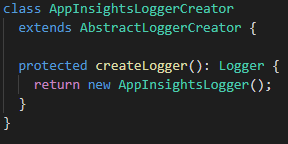 class AppInsightsLoggerCreator
  extends AbstractLoggerCreator {

  protected createLogger(): Logger {
    return new AppInsightsLogger();
  }
}